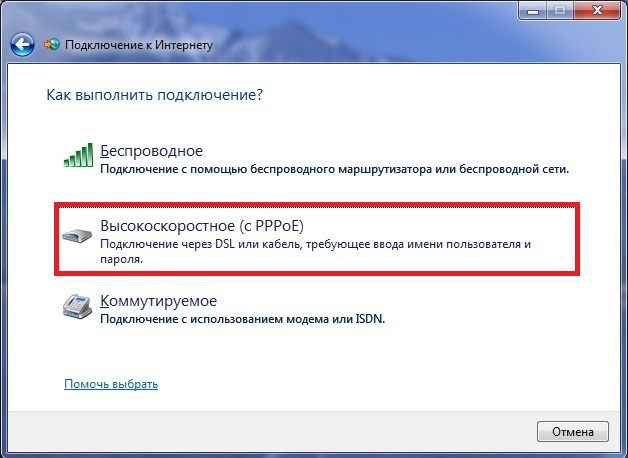 Подключение к Интернету
Как выполнить подключение?
Беспроводное
Подключение с помощью беспроводного маршрутизатора или беспроводной сети.
Высокоскоростное (с PPPoE)
Подключение через DSL или кабель, требующее ввода имени пользователя и
пароля.
Коммутируемое
Подключение с использованием модема или ISDN.
Помочь выбрать
Отмена